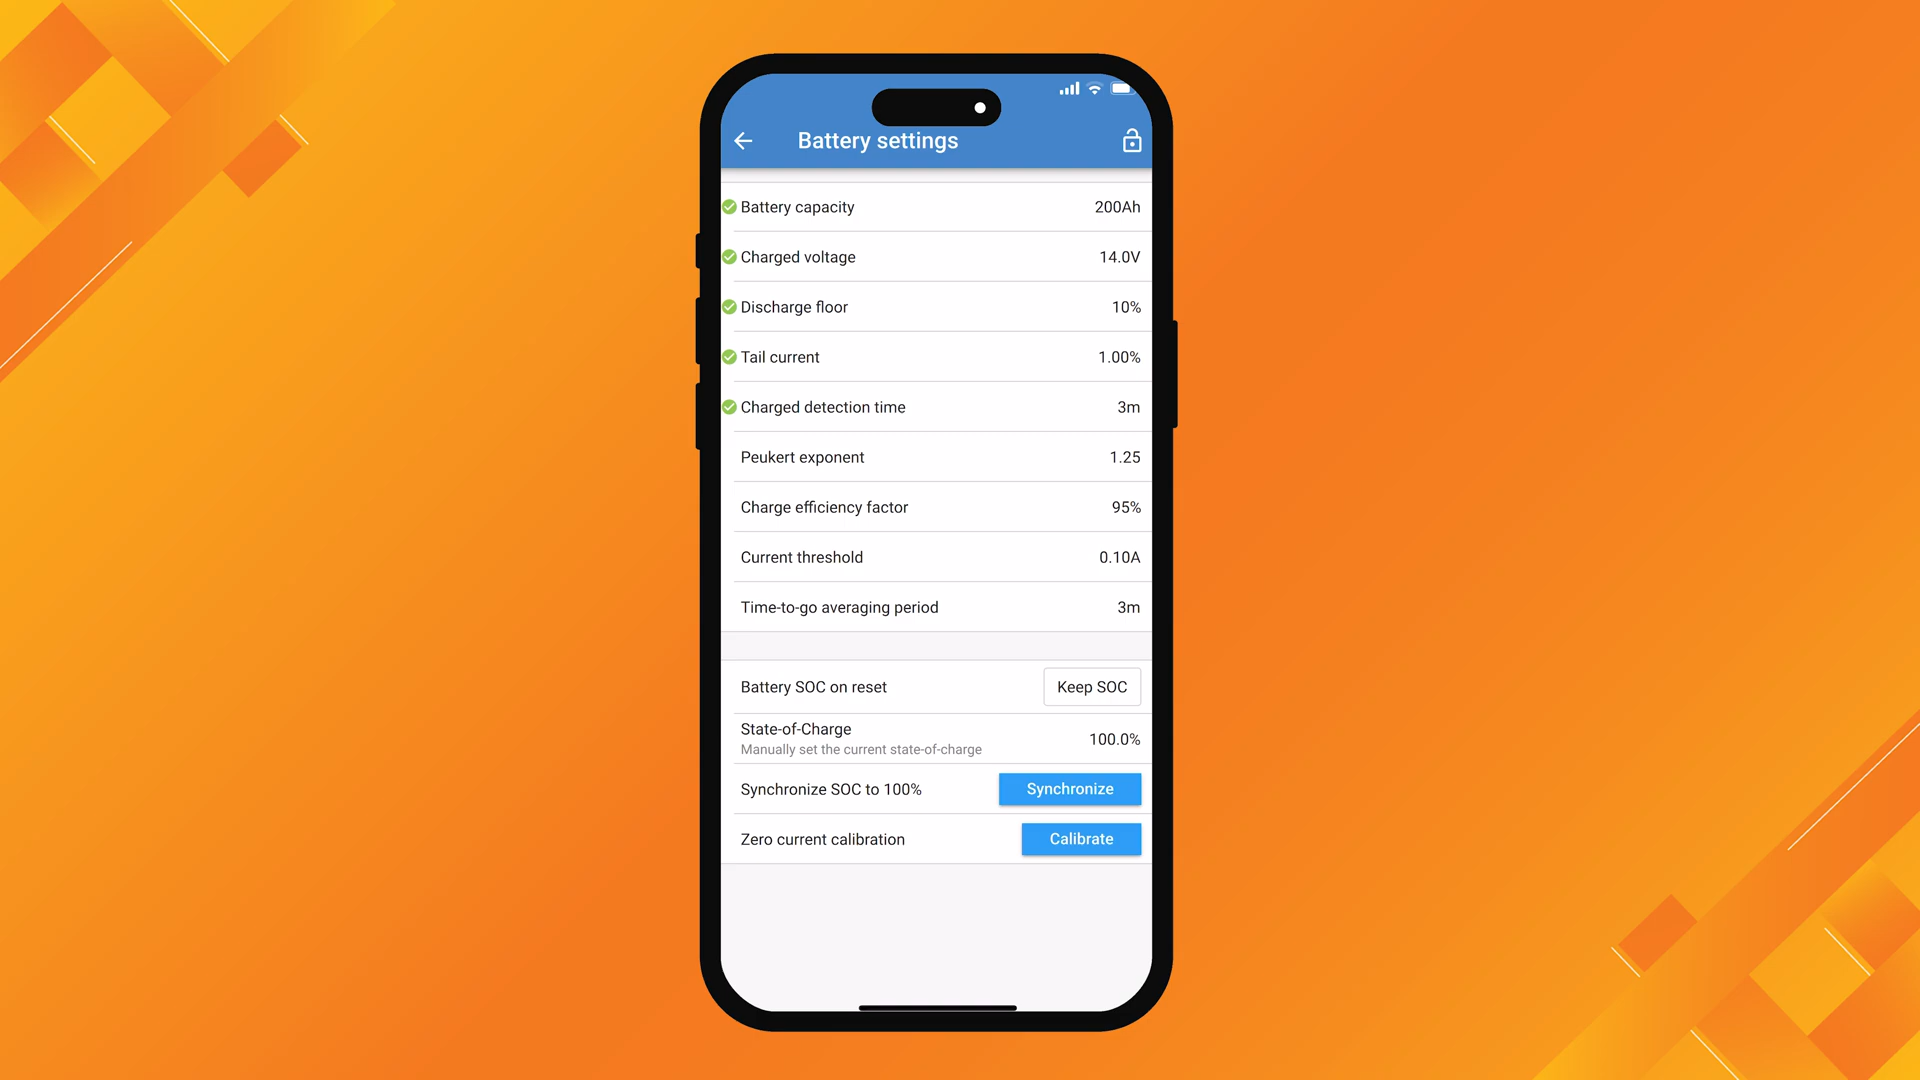 Battery settings
Battery capacity 200Ah
Charged voltage 14.0V
Discharge floor 10%
Tail current 1.00%
Charged detection time 3m
Peukert exponent 1.25
Charge efficiency factor 95%
Current threshold 0.10A
Time-to-go averaging period 3m
Battery SOC on reset Keep SOC
State-of-Charge 100.0%
Manually set the current state-of-charge
Synchronize SOC to 100% Synchronize
Zero current calibration Calibrate